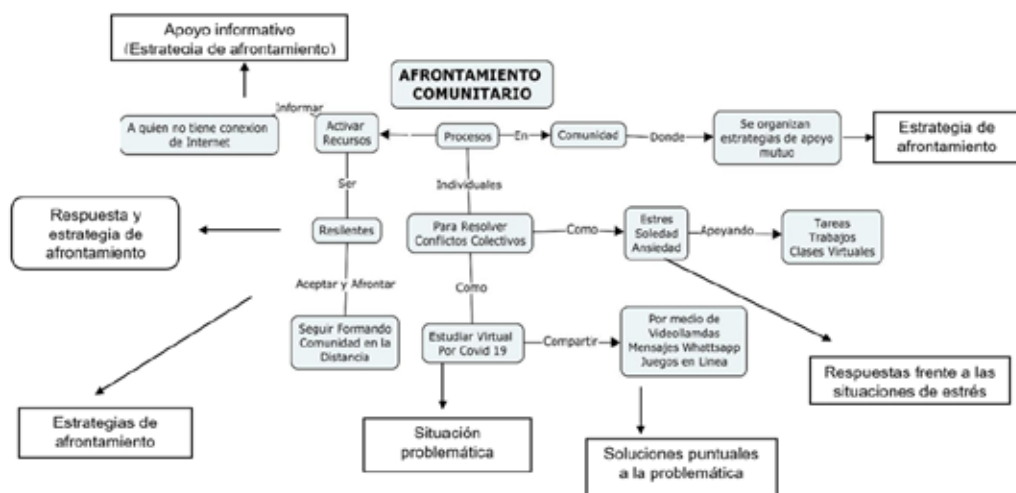 Apoyo informativo
(Estrategia de afrontamiento)
AFRONTAMIENTO
COMUNITARIO
Informar
A quien no tiene conexion
de Internet
Activar
Recursos
Procesos
En
Comunidad
Donde
Se organizan
estrategias de apoyo
mutuo
Estrategia de
afrontamiento
Ser
Individuales
Respuesta y
estrategia de
afrontamiento
Resilentes
Para Resolver
Conflictos Colectivos
Como
Estres
Soledad
Ansiedad
Apoyando
Tareas
Trabajos
Clases Virtuales
Aceptar y Afrontar
Como
Seguir Formando
Comunidad en la
Distancia
Estudiar Virtual
Por Covid 19
Compartir
Por medio de
Videollamdas
Mensajes Whattsapp
Juegos en Linea
Respuestas frente a las
situaciones de estrés
Estrategias de
afrontamiento
Situación
problemática
Soluciones puntuales
a la problemática